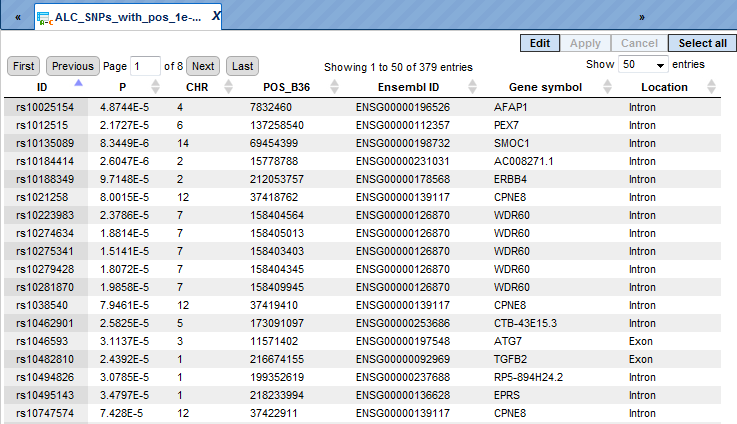 « ALC_SNPs_with_pos_1e-... X »
Edit Apply Cancel Select all
First Previous Page 1 of 8 Next Last Showing 1 to 50 of 379 entries Show 50 entries
ID P CHR POS_B36 Ensembl ID Gene symbol Location
rs10025154 4.8744E-5 4 7832460 ENSG00000196526 AFAP1 Intron
rs1012515 2.1727E-5 6 137258540 ENSG00000112357 PEX7 Intron
rs10135089 8.3449E-6 14 69454399 ENSG00000198732 SMOC1 Intron
rs10184414 2.6047E-6 2 15778788 ENSG00000231031 AC008271.1 Intron
rs10188349 9.7148E-5 2 212053757 ENSG00000178568 ERBB4 Intron
rs1021258 8.0015E-5 12 37418762 ENSG00000139117 CPNE8 Intron
rs10223983 2.3786E-5 7 158404564 ENSG00000126870 WDR60 Intron
rs10274634 1.8814E-5 7 158405013 ENSG00000126870 WDR60 Intron
rs10275341 1.5141E-5 7 158403403 ENSG00000126870 WDR60 Intron
rs10279428 1.8072E-5 7 158404345 ENSG00000126870 WDR60 Intron
rs10281870 1.9858E-5 7 158409945 ENSG00000126870 WDR60 Intron
rs1038540 7.9461E-5 12 37419410 ENSG00000139117 CPNE8 Intron
rs10462901 2.5825E-5 5 173091097 ENSG00000253686 CTB-43E15.3 Intron
rs1046593 3.1137E-5 3 11571402 ENSG00000197548 ATG7 Exon
rs10482810 2.4392E-5 1 216674155 ENSG00000092969 TGFB2 Exon
rs10494826 3.0785E-5 1 199352619 ENSG00000237688 RP5-894H24.2 Intron
rs10495143 3.4797E-5 1 218233994 ENSG00000136628 EPRS Intron
rs10747574 7.428E-5 12 37422911 ENSG00000139117 CPNE8 Intron